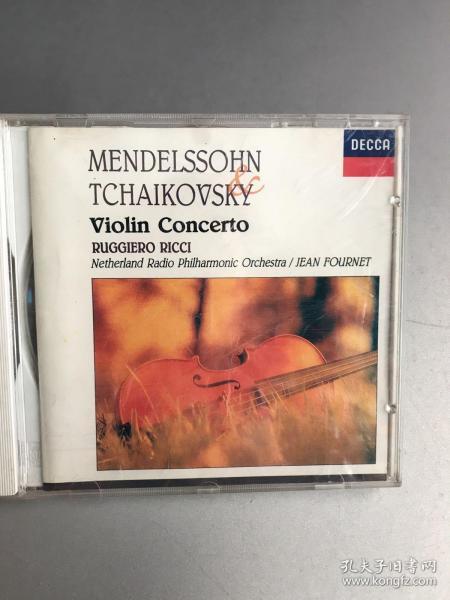 DECCA
MENDELSSOHN
&
TCHAIKOVSKY
Violin Concerto
RUGGIERO RICCI
Netherland Radio Philharmonic Orchestra / JEAN FOURNET
孔夫子旧书网
www.kongfz.com